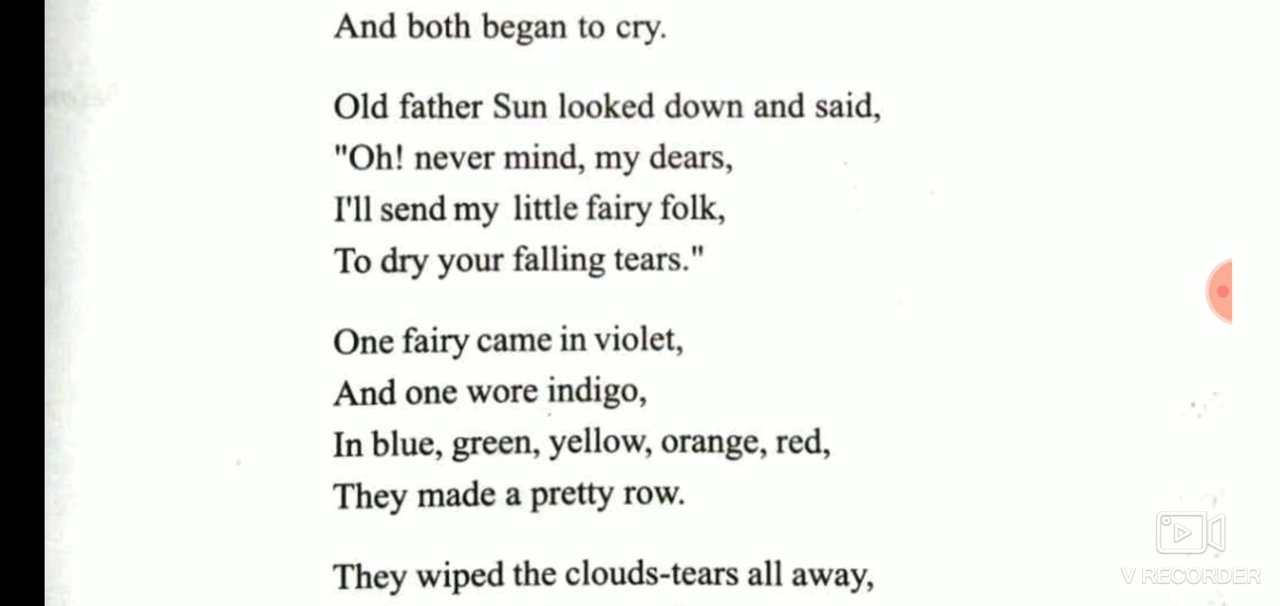 And both began to cry.
Old father Sun looked down and said,
"Oh! never mind, my dears,
I'll send my little fairy folk,
To dry your falling tears."
One fairy came in violet,
And one wore indigo,
In blue, green, yellow, orange, red,
They made a pretty row.
They wiped the clouds-tears all away,
V RECORDER